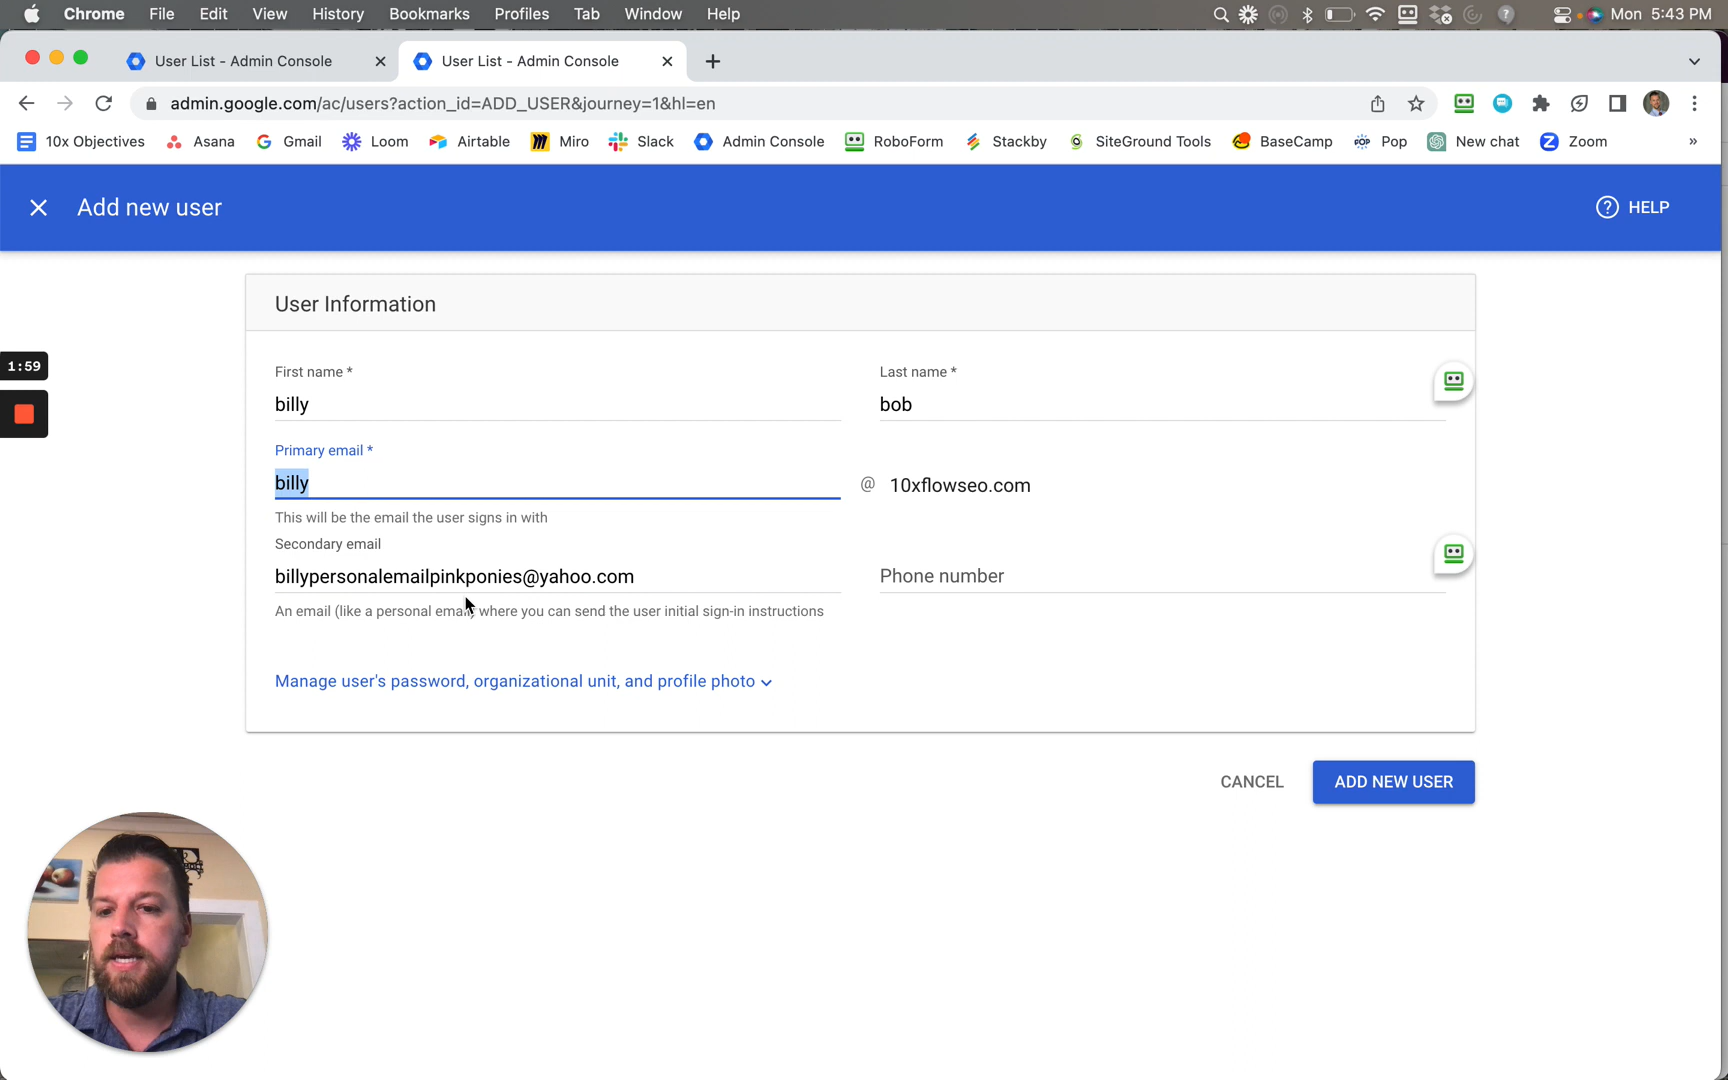 Chrome File Edit View History Bookmarks Profiles Tab Window Help Mon 5:43 PM
User List - Admin Console User List - Admin Console
admin.google.com/ac/users?action_id=ADD_USER&journey=1&hl=en
10x Objectives Asana Gmail Loom Airtable Miro Slack Admin Console RoboForm Stackby SiteGround Tools BaseCamp POP Pop New chat Zoom »
Add new user HELP
User Information
1:59
First name * Last name *
billy bob
Primary email *
billy @ 10xflowseo.com
This will be the email the user signs in with
Secondary email
billypersonalemailpinkponies@yahoo.com Phone number
An email (like a personal email) where you can send the user initial sign-in instructions
Manage user's password, organizational unit, and profile photo
CANCEL ADD NEW USER